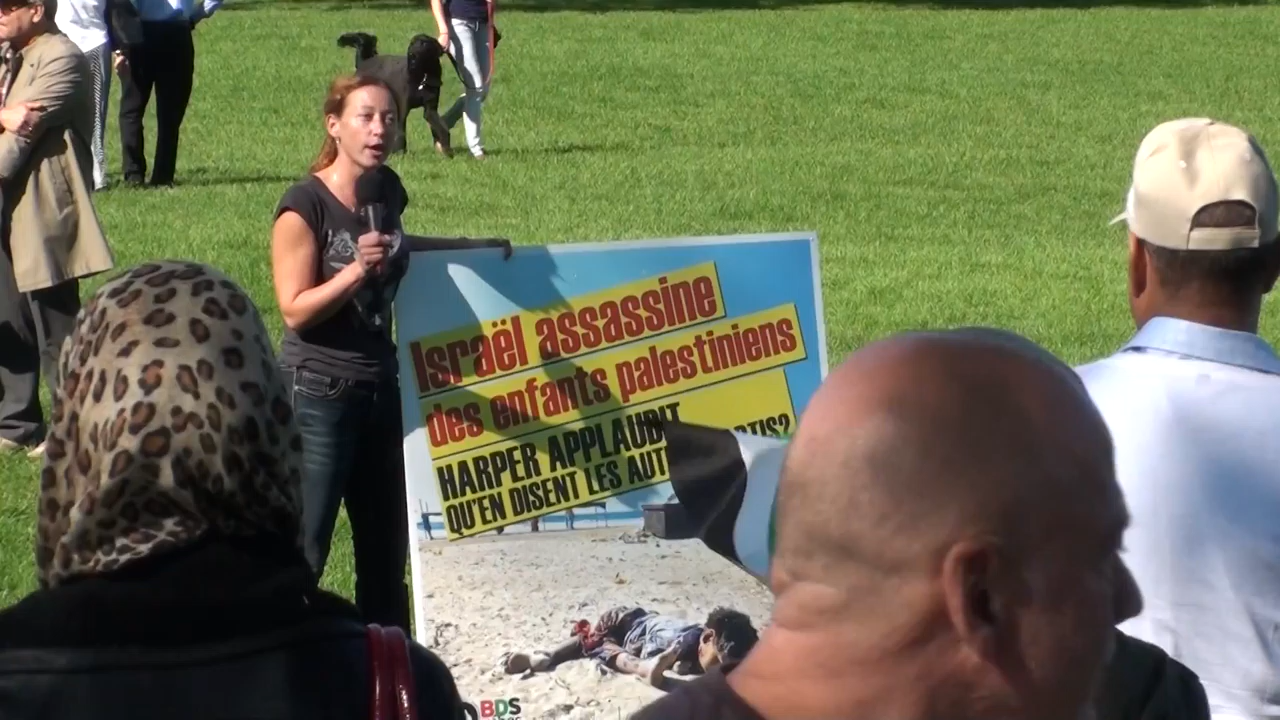 Israël assassine
des enfants palestiniens
HARPER APPLAUDIT
QU'EN DISENT LES
BDS